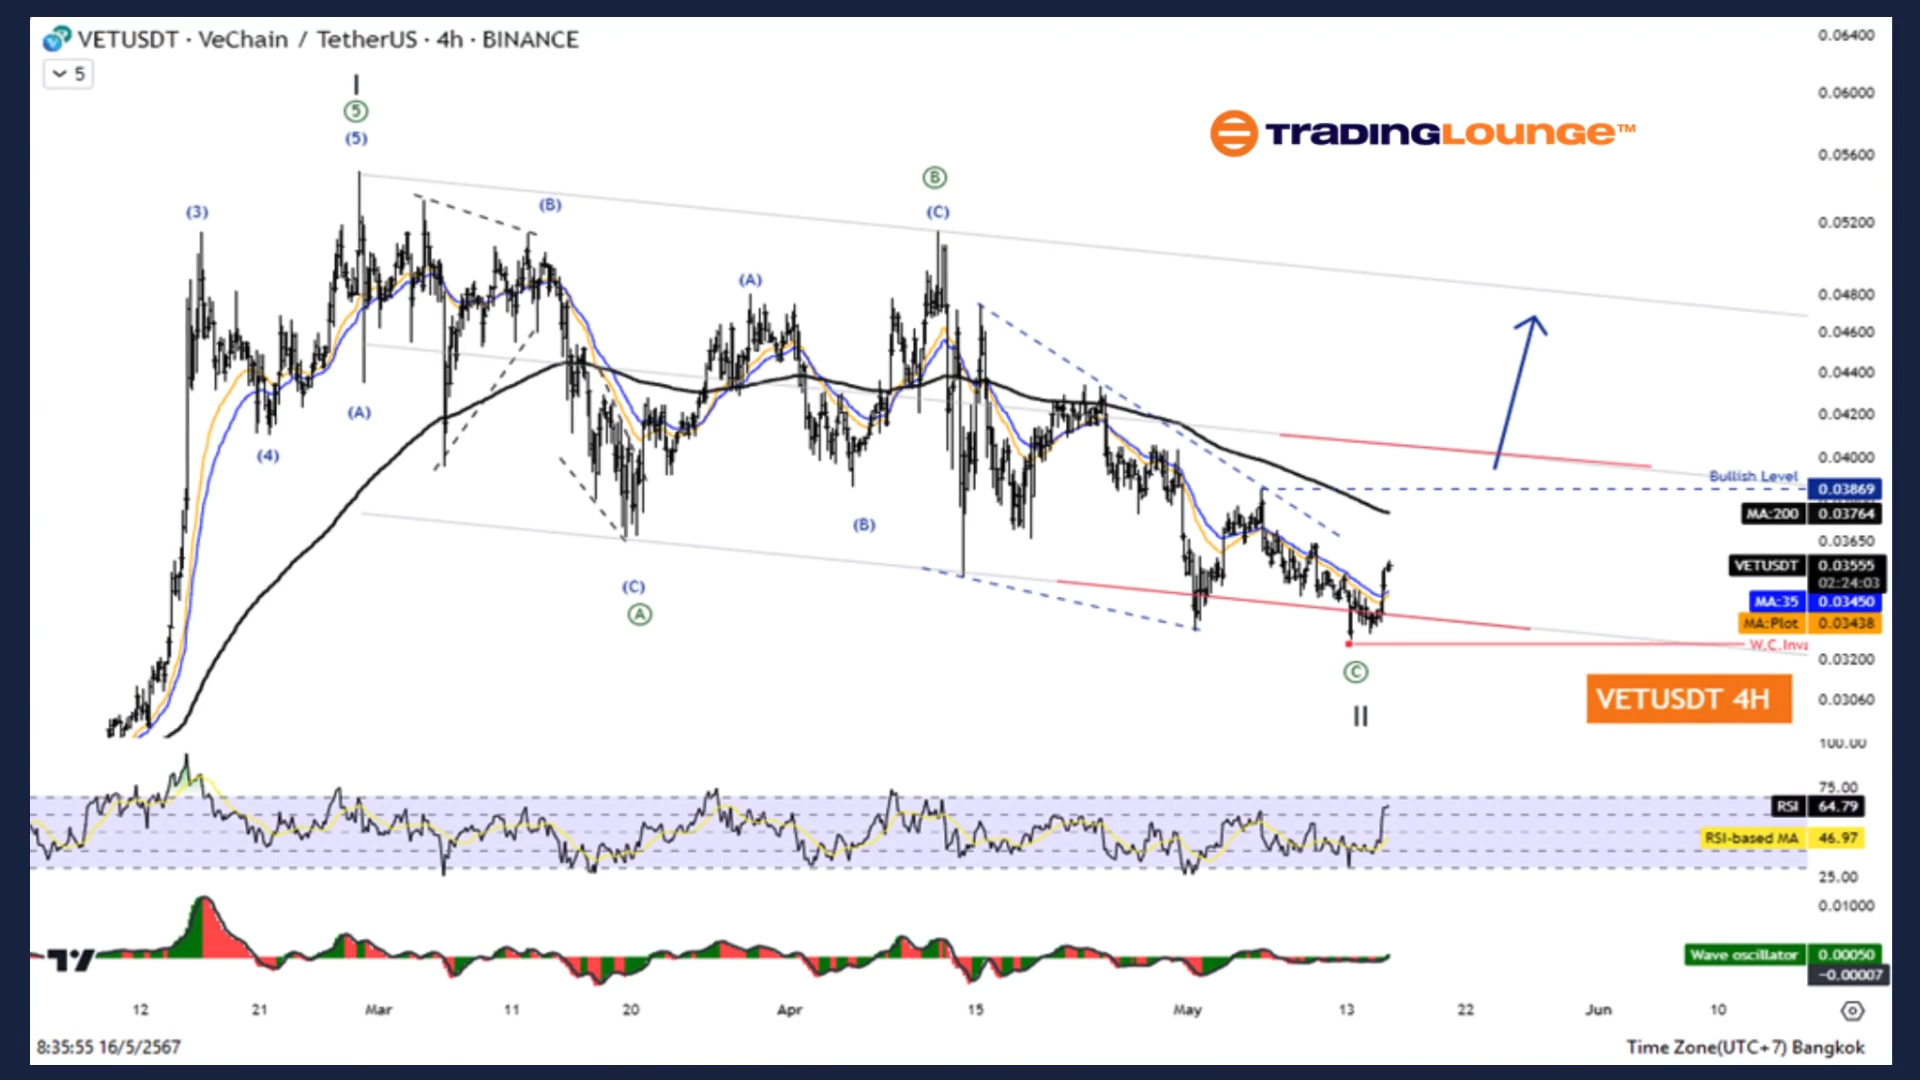 VETUSDT · VeChain / TetherUS · 4h · BINANCE
5
I
5
(5)
(3)
(4)
(A)
(B)
(C)
A
(A)
(B)
B
(C)
C
II
TRADINGLOUNGE™
Bullish Level
W.C.Inva
VETUSDT 4H
0.06400
0.06000
0.05600
0.05200
0.04800
0.04600
0.04400
0.04200
0.04000
0.03869
MA:200 0.03764
0.03650
VETUSDT 0.03555
02:24:03
MA:35 0.03450
MA:Plot 0.03438
0.03200
0.03060
100.00
75.00
RSI 64.79
RSI-based MA 46.97
25.00
0.01000
Wave oscillator 0.00050
−0.00007
12 21 Mar 11 20 Apr 15 May 13 22 Jun 10
8:35:55 16/5/2567
Time Zone(UTC+7) Bangkok